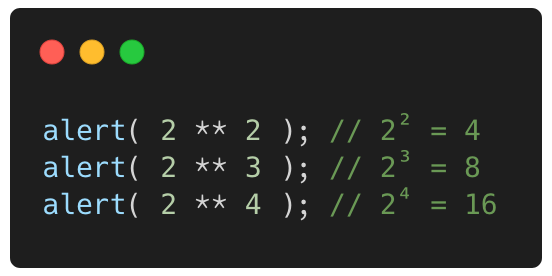 alert( 2 ** 2 ); // 2² = 4
alert( 2 ** 3 ); // 2³ = 8
alert( 2 ** 4 ); // 2⁴ = 16